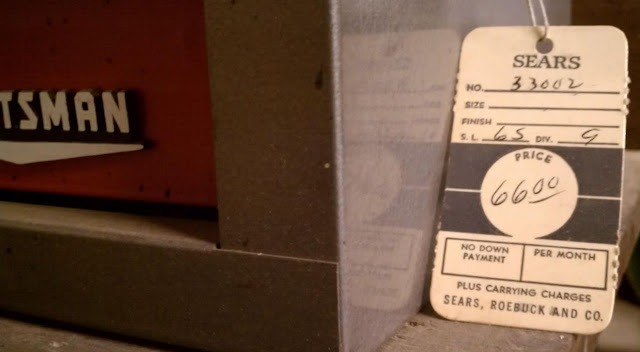 TSMAN
SEARS
NO. 33002
SIZE
FINISH
S. L. 65 DIV. 9
PRICE
6600
NO DOWN PAYMENT
PER MONTH
PLUS CARRYING CHARGES
SEARS, ROEBUCK AND CO.